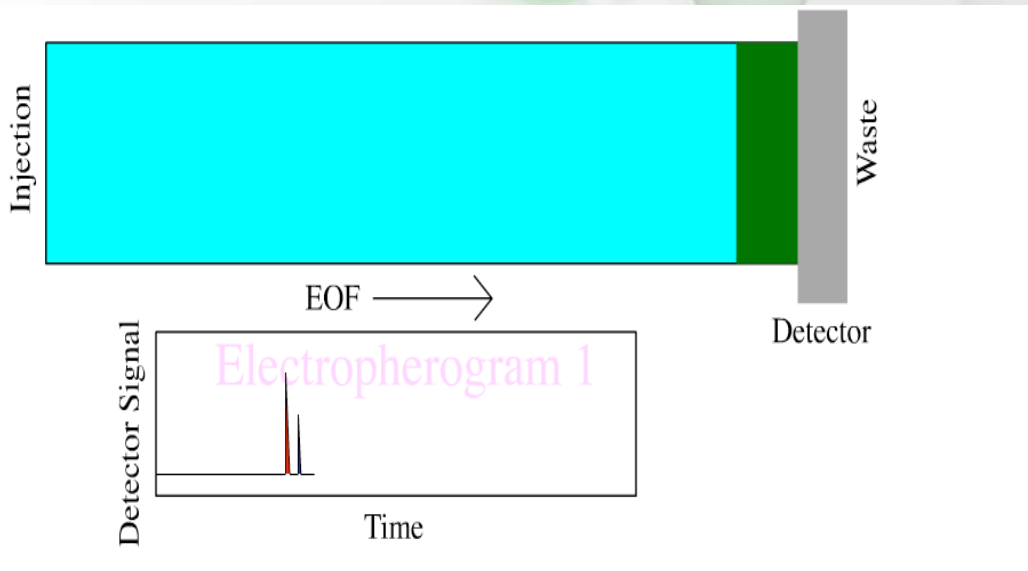 Injection
Waste
EOF
Detector
Electropherogram 1
Detector Signal
Time